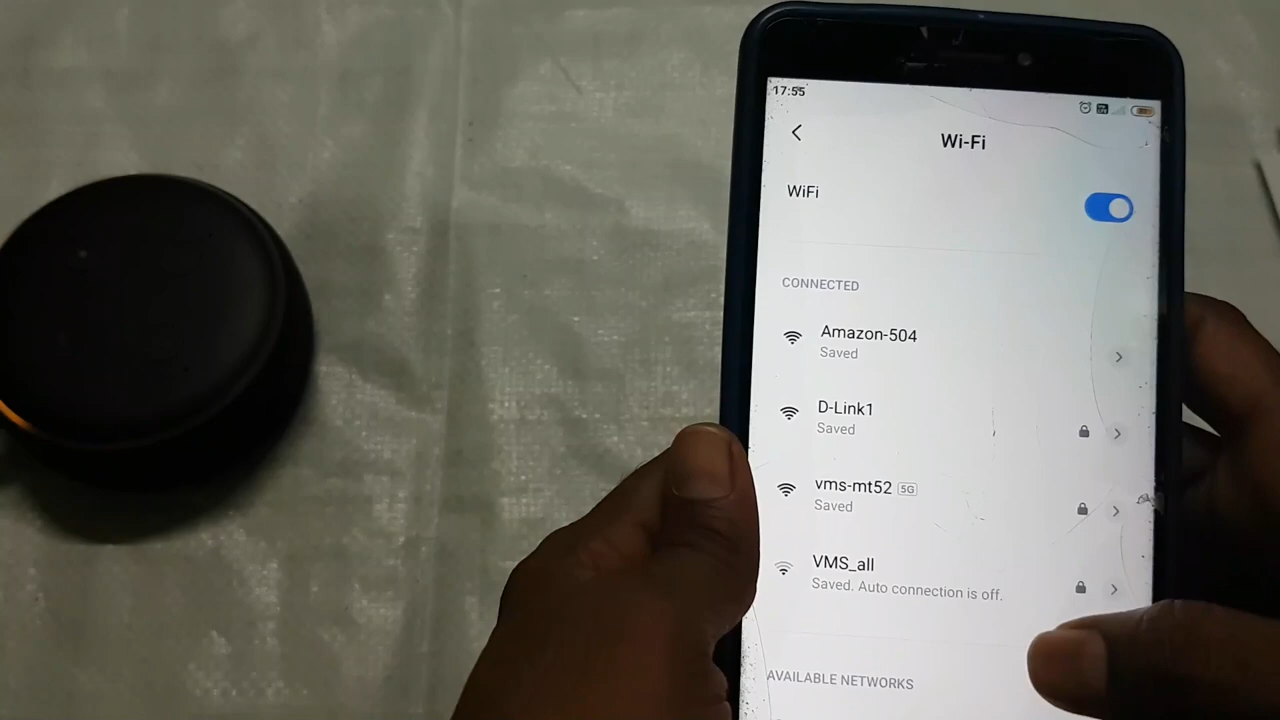 17:55
Wi-Fi
WiFi
CONNECTED
Amazon-504
Saved
D-Link1
Saved
vms-mt52 5G
Saved
VMS_all
Saved. Auto connection is off.
AVAILABLE NETWORKS